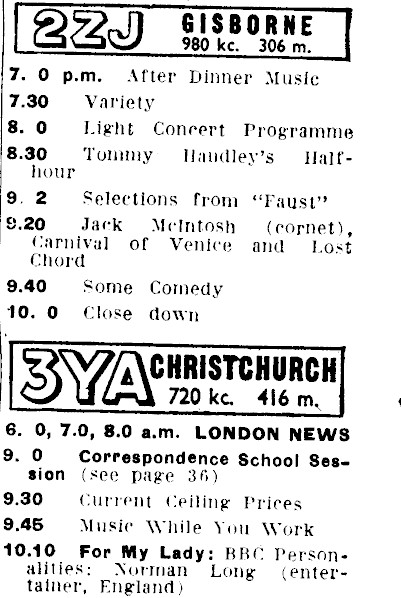 2ZJ GISBORNE
980 kc. 306 m.
7. 0 p.m. After Dinner Music
7.30 Variety
8. 0 Light Concert Programme
8.30 Tommy Handley's Half-
hour
9. 2 Selections from "Faust"
9.20 Jack McIntosh (cornet),
Carnival of Venice and Lost
Chord
9.40 Some Comedy
10. 0 Close down
3YA CHRISTCHURCH
720 kc. 416 m.
6. 0, 7.0, 8.0 a.m. LONDON NEWS
9. 0 Correspondence School Ses-
sion (see page 36)
9.30 Current Ceiling Prices
9.45 Music While You Work
10.10 For My Lady: BBC Person-
alities: Norman Long (enter-
tainer, England)